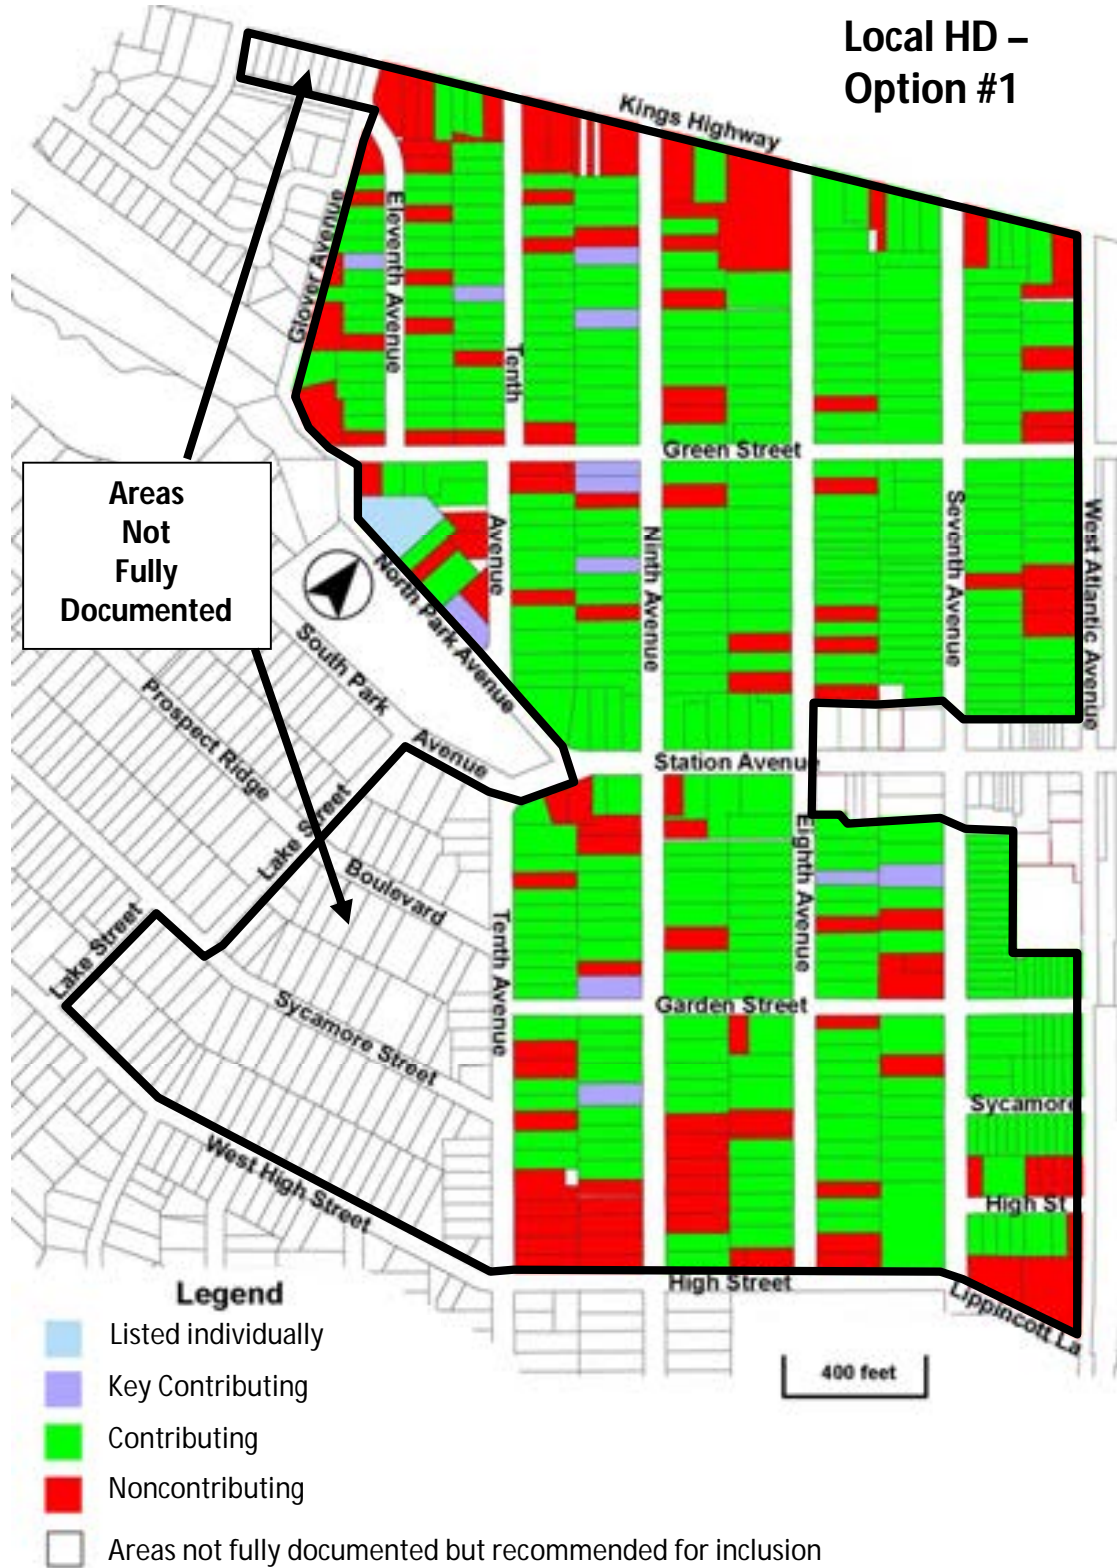 Local HD –
Option #1
Kings Highway
Glover Avenue
Eleventh Avenue
Tenth
Green Street
Areas
Not
Fully
Documented
Avenue
Ninth Avenue
Seventh Avenue
West Atlantic Avenue
North Park Avenue
South Park
Avenue
Prospect Ridge
Boulevard
Station Avenue
Lake Street
Lake Street
Eighth Avenue
Tenth Avenue
Garden Street
Sycamore Street
Sycamore
West High Street
High St
High Street
Lippincott La
400 feet
Legend
Listed individually
Key Contributing
Contributing
Noncontributing
Areas not fully documented but recommended for inclusion